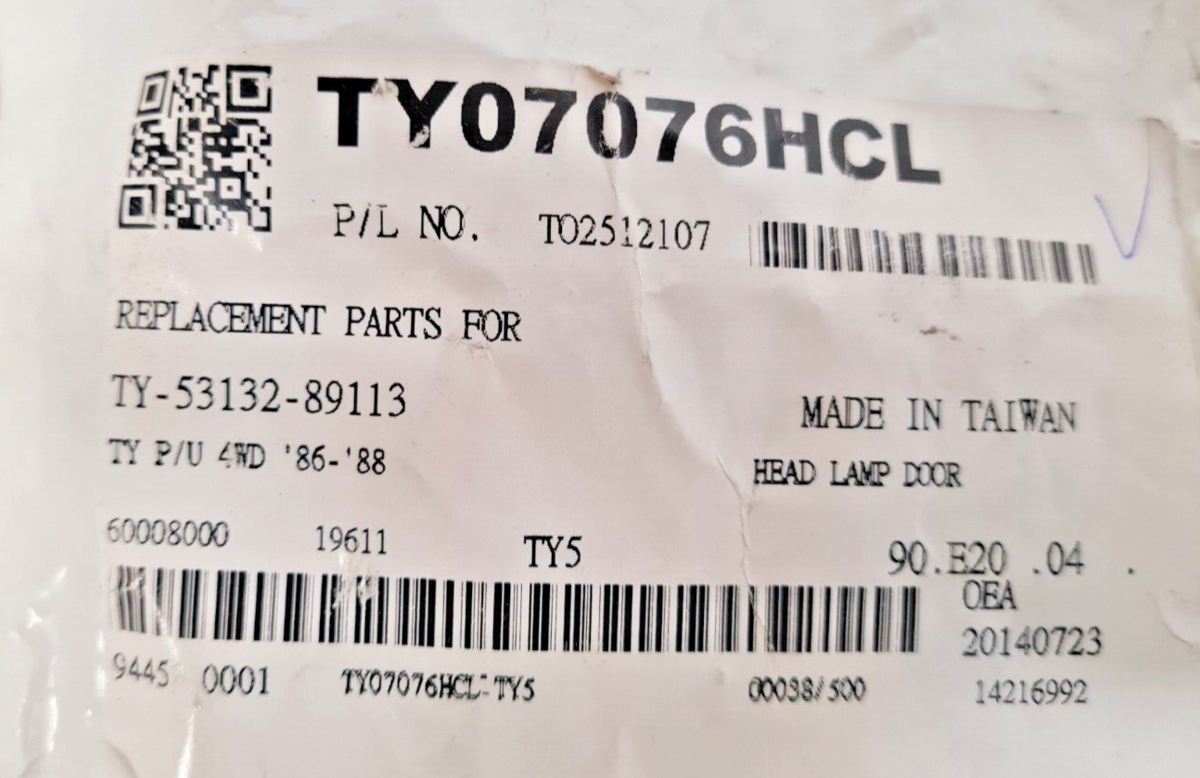 TY07076HCL
P/L NO. TO2512107
REPLACEMENT PARTS FOR
TY-53132-89113
MADE IN TAIWAN
TY P/U 4WD '86-'88
HEAD LAMP DOOR
60008000 19611 TY5 90.E20 .04 .
OEA
20140723
9445 0001 TY07076HCL-TY5 00038/500 14216992